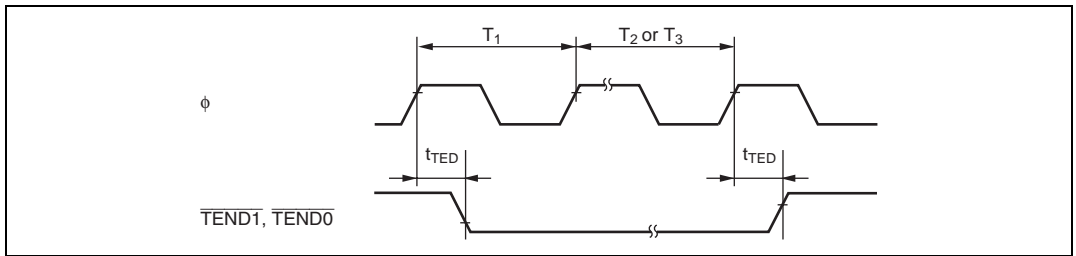 T₁ T₂ or T₃
ϕ
tTED tTED
TEND1, TEND0